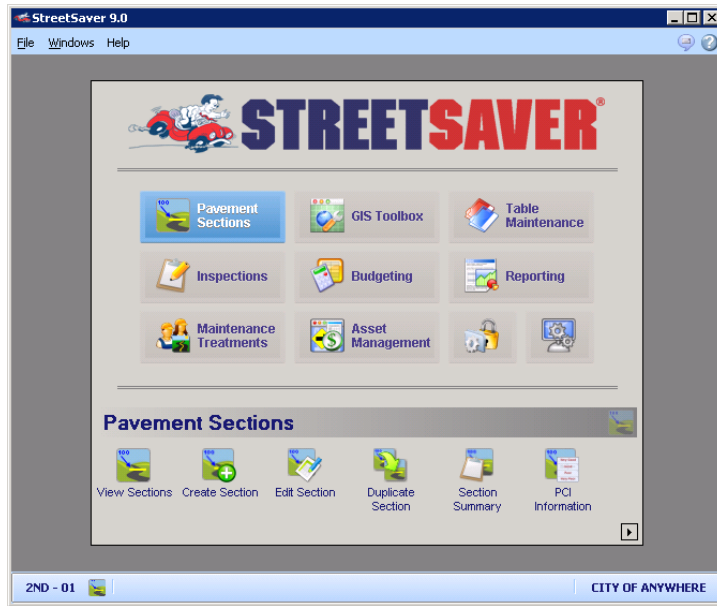 StreetSaver 9.0
File Windows Help
STREETSAVER®
Pavement
Sections
GIS Toolbox
Table
Maintenance
Inspections
Budgeting
Reporting
Maintenance
Treatments
Asset
Management
Pavement Sections
View Sections
Create Section
Edit Section
Duplicate
Section
Section
Summary
PCI
Information
2ND - 01
CITY OF ANYWHERE